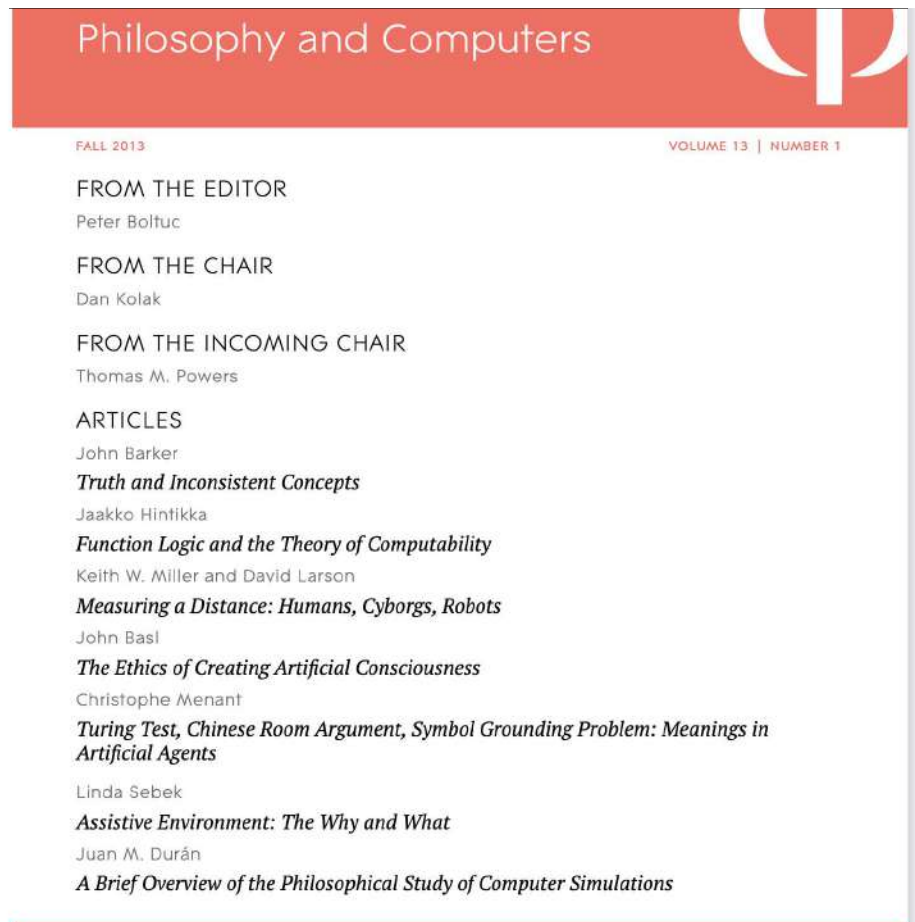 Philosophy and Computers
FALL 2013
VOLUME 13 | NUMBER 1
FROM THE EDITOR
Peter Boltuc
FROM THE CHAIR
Dan Kolak
FROM THE INCOMING CHAIR
Thomas M. Powers
ARTICLES
John Barker
Truth and Inconsistent Concepts
Jaakko Hintikka
Function Logic and the Theory of Computability
Keith W. Miller and David Larson
Measuring a Distance: Humans, Cyborgs, Robots
John Basl
The Ethics of Creating Artificial Consciousness
Christophe Menant
Turing Test, Chinese Room Argument, Symbol Grounding Problem: Meanings in
Artificial Agents
Linda Sebek
Assistive Environment: The Why and What
Juan M. Durán
A Brief Overview of the Philosophical Study of Computer Simulations